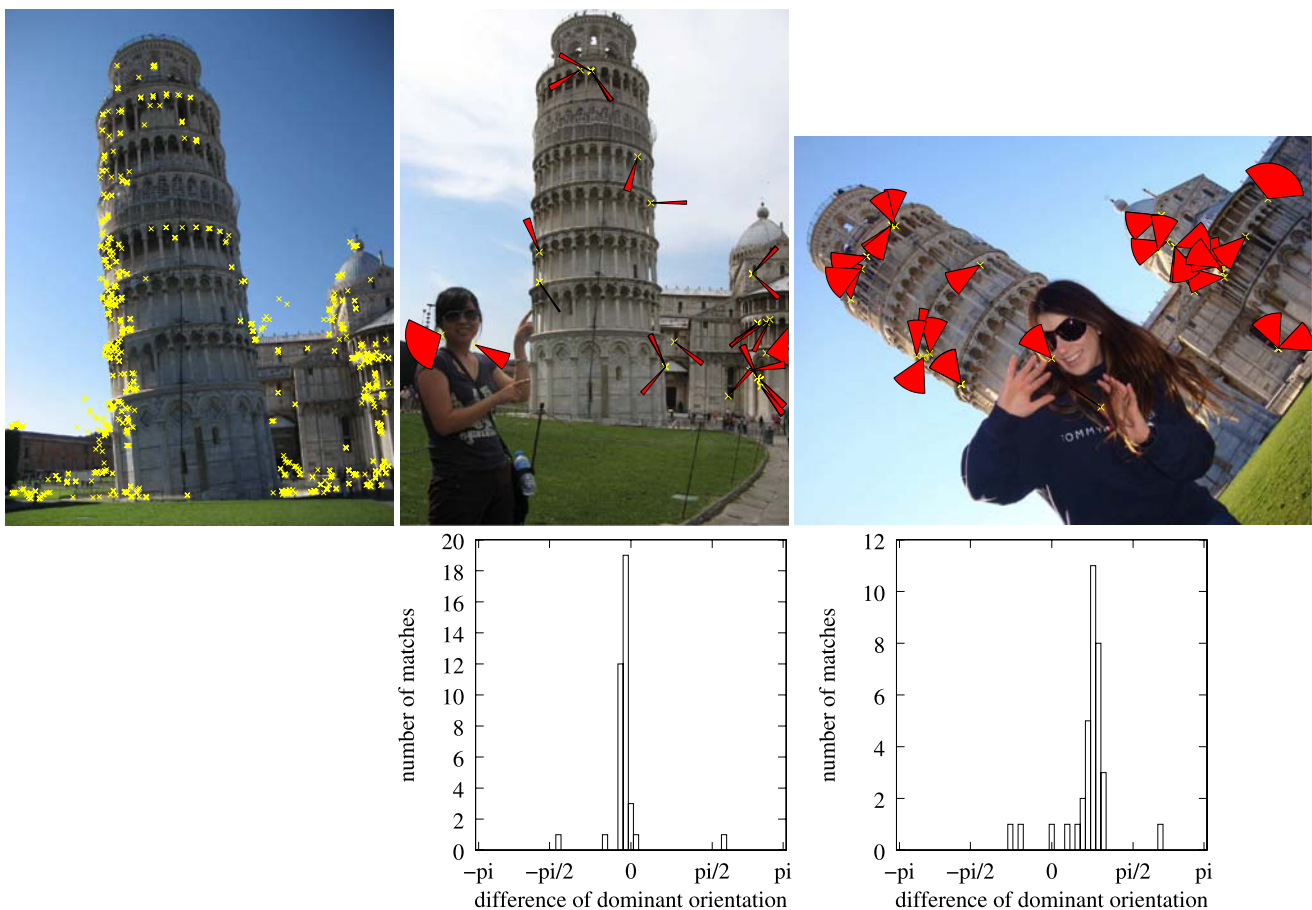 OMMY
20
18
16
14
12
10
8
6
4
2
0
number of matches
−pi
−pi/2
0
pi/2
pi
difference of dominant orientation
12
10
8
6
4
2
0
number of matches
−pi
−pi/2
0
pi/2
pi
difference of dominant orientation